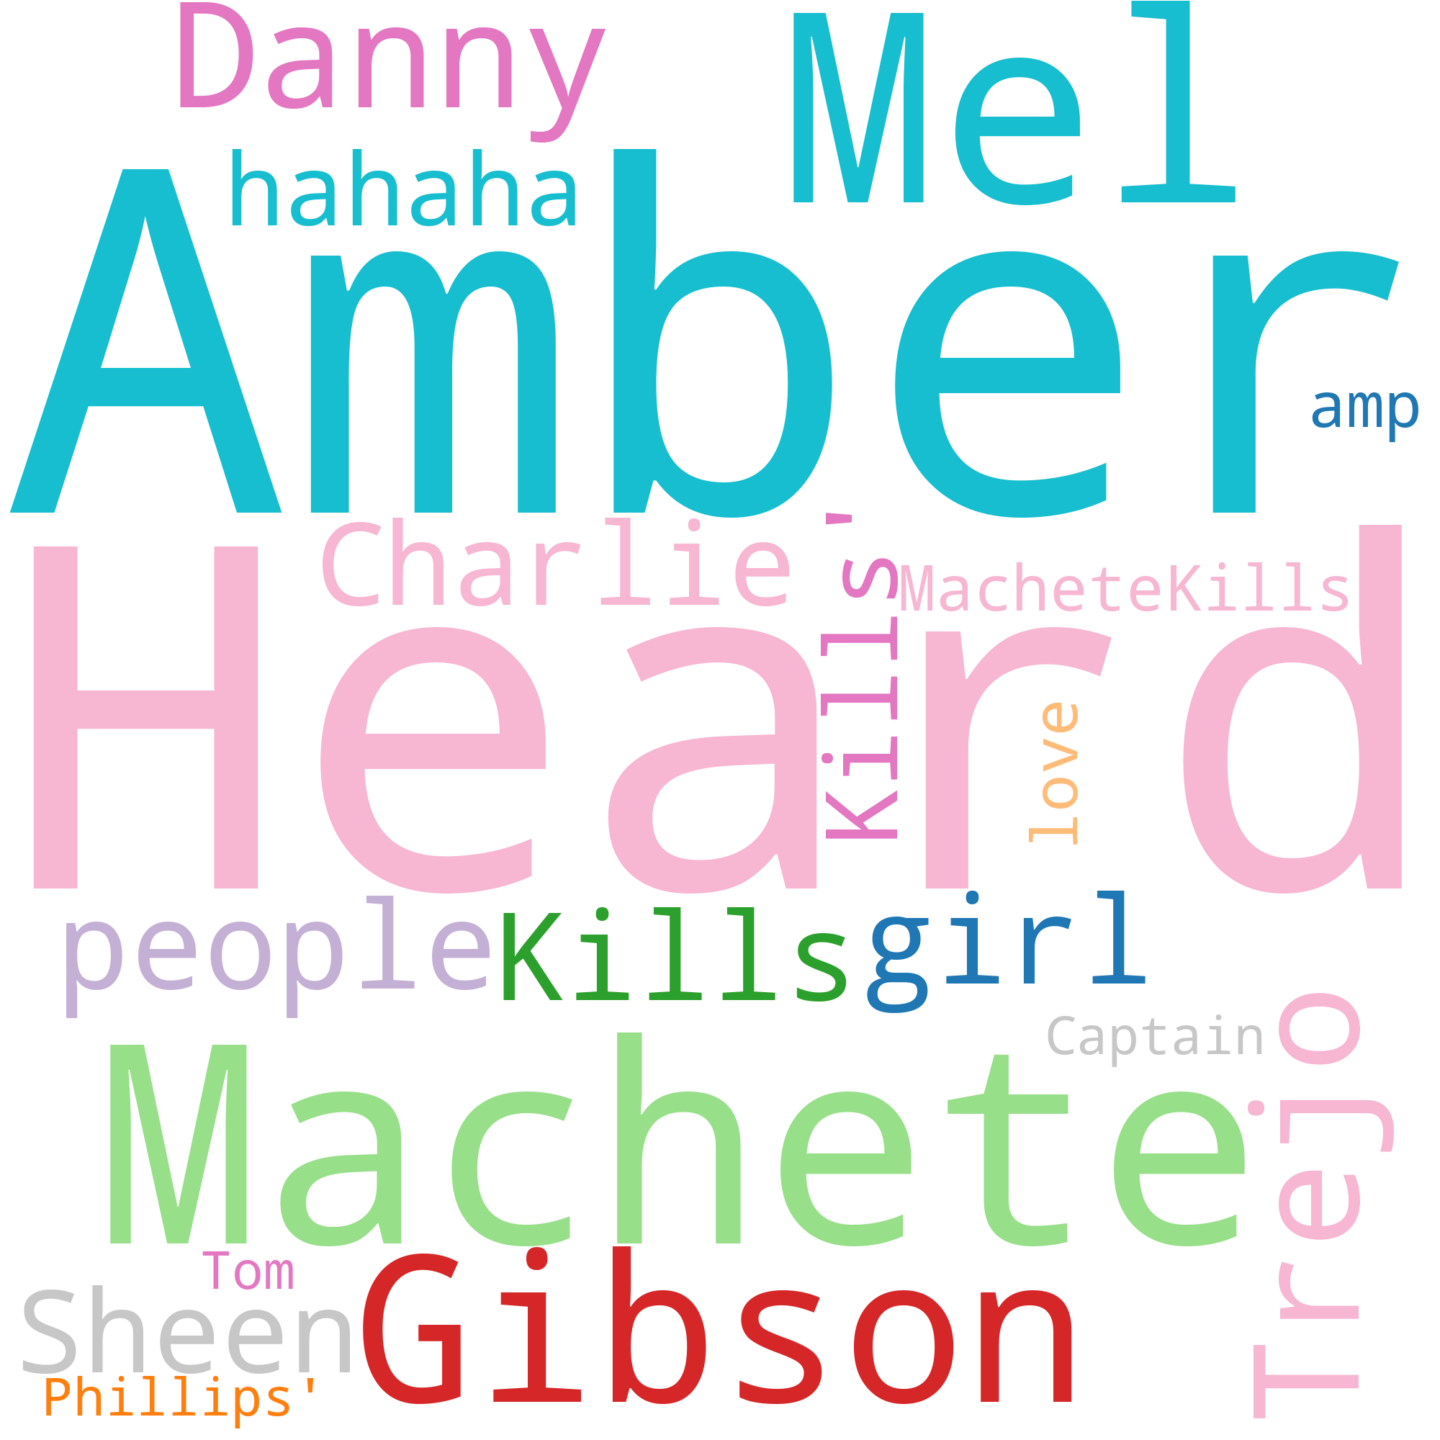 Danny
Mel
hahaha
Amber
amp
Charlie
Kills'
MacheteKills
Heard
love
people
Kills
girl
Captain
Machete
Trejo
Tom
Gibson
Sheen
Phillips'